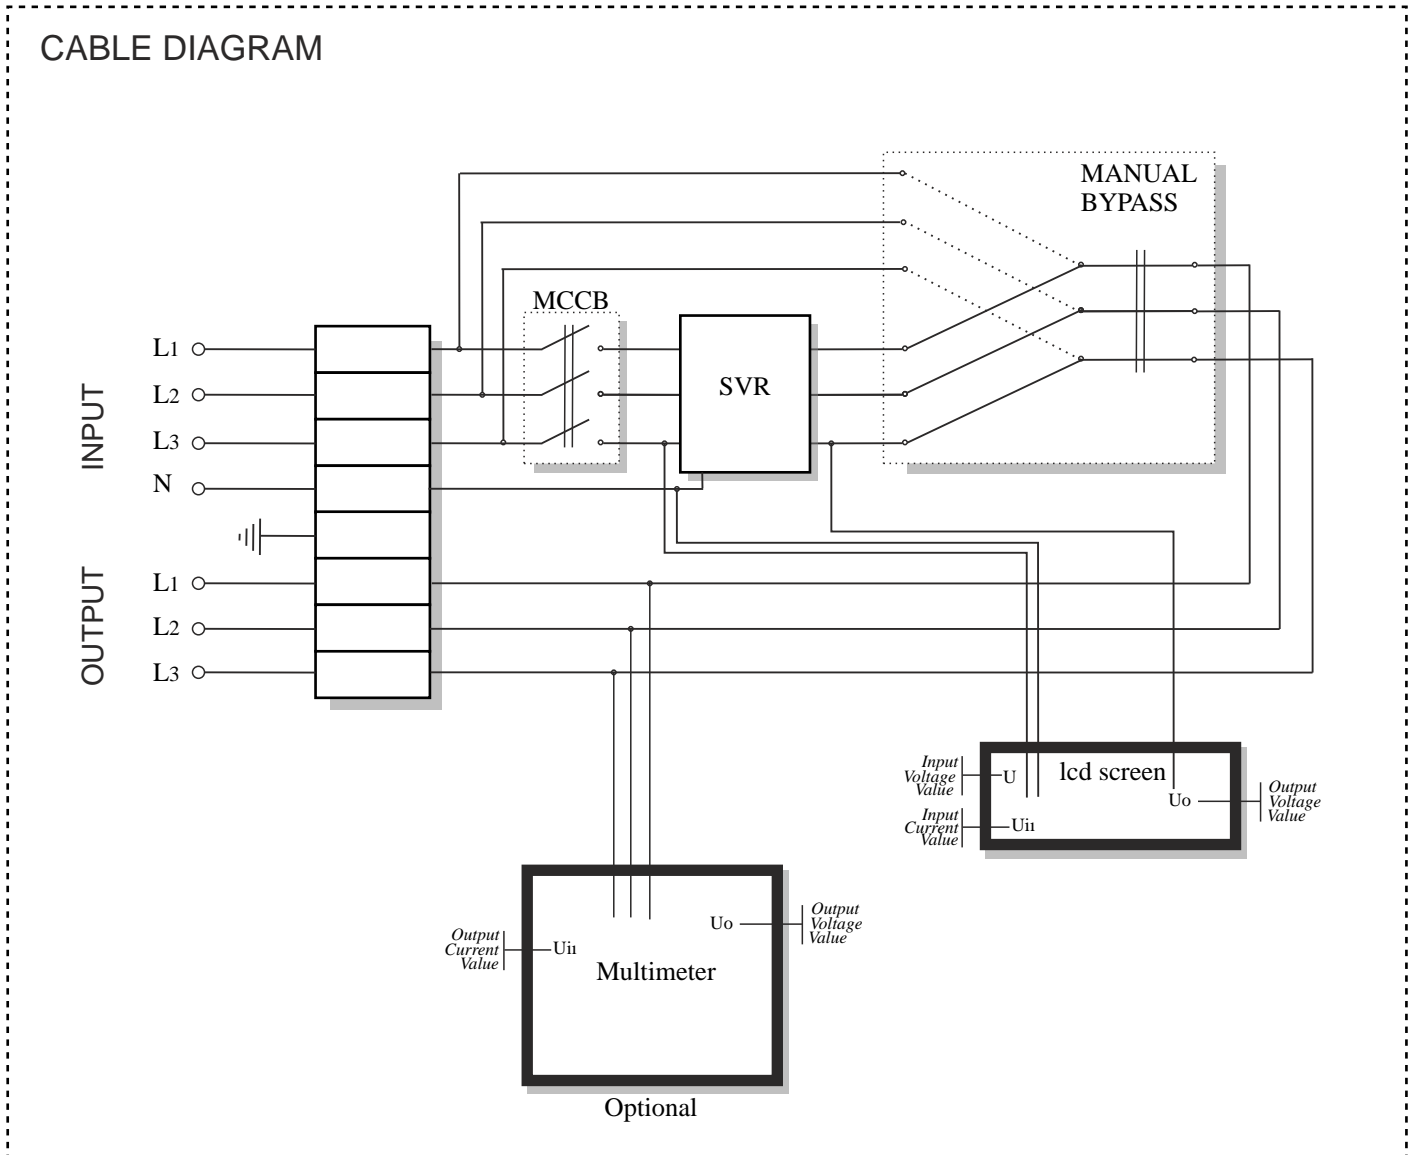 CABLE DIAGRAM
MANUAL
BYPASS
MCCB
SVR
INPUT
L1
L2
L3
N
OUTPUT
L1
L2
L3
Input
Voltage
Value
U
lcd screen
Uo
Output
Voltage
Value
Input
Current
Value
Ui1
Output
Current
Value
Ui1
Uo
Output
Voltage
Value
Multimeter
Optional